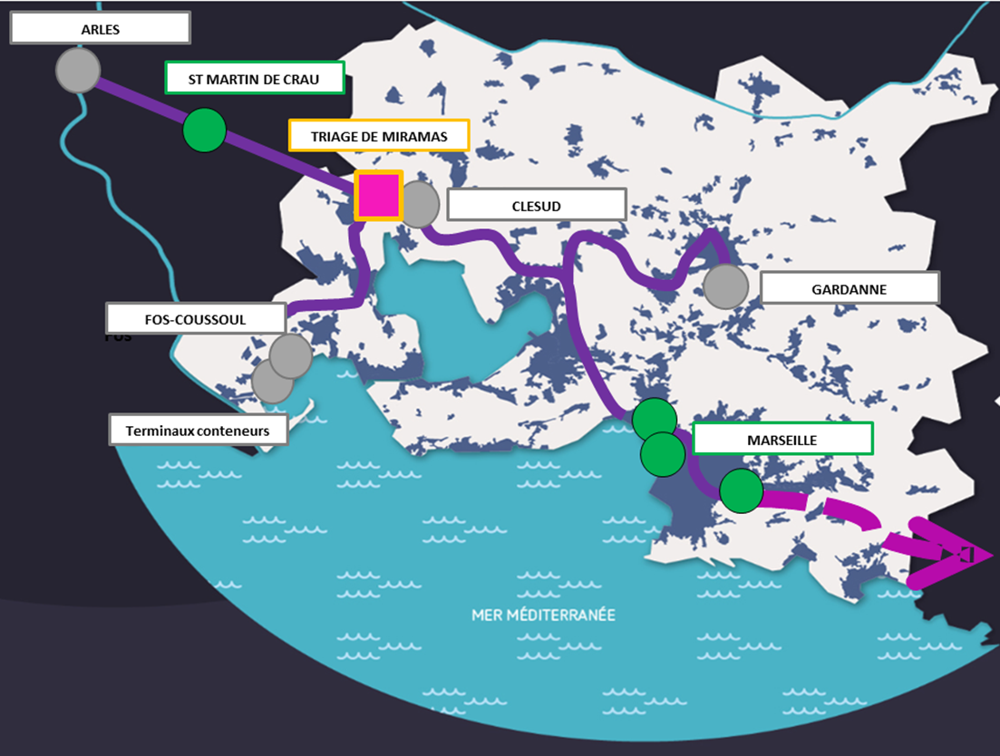 ARLES
ST MARTIN DE CRAU
TRIAGE DE MIRAMAS
CLESUD
GARDANNE
FOS-COUSSOUL
Terminaux conteneurs
MARSEILLE
MER MÉDITERRANÉE